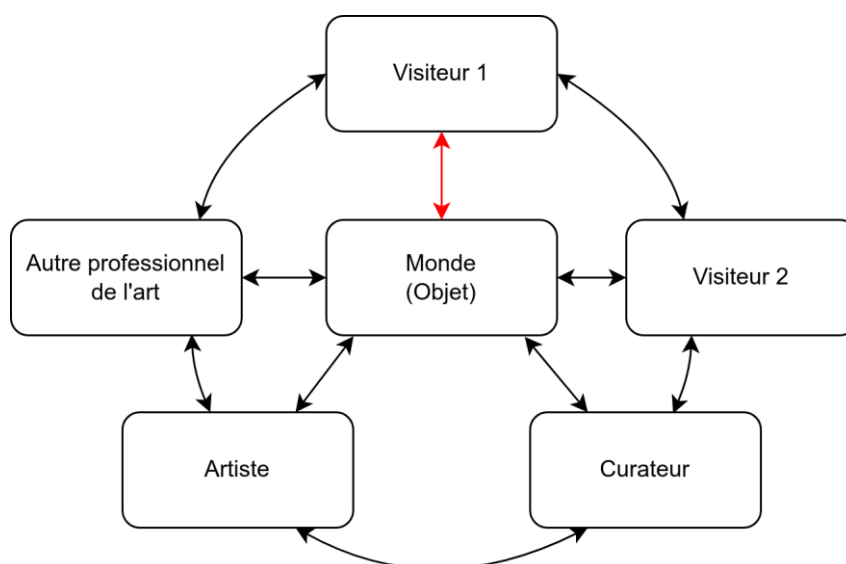 Visiteur 1
Autre professionnel
de l'art
Monde
(Objet)
Visiteur 2
Artiste
Curateur